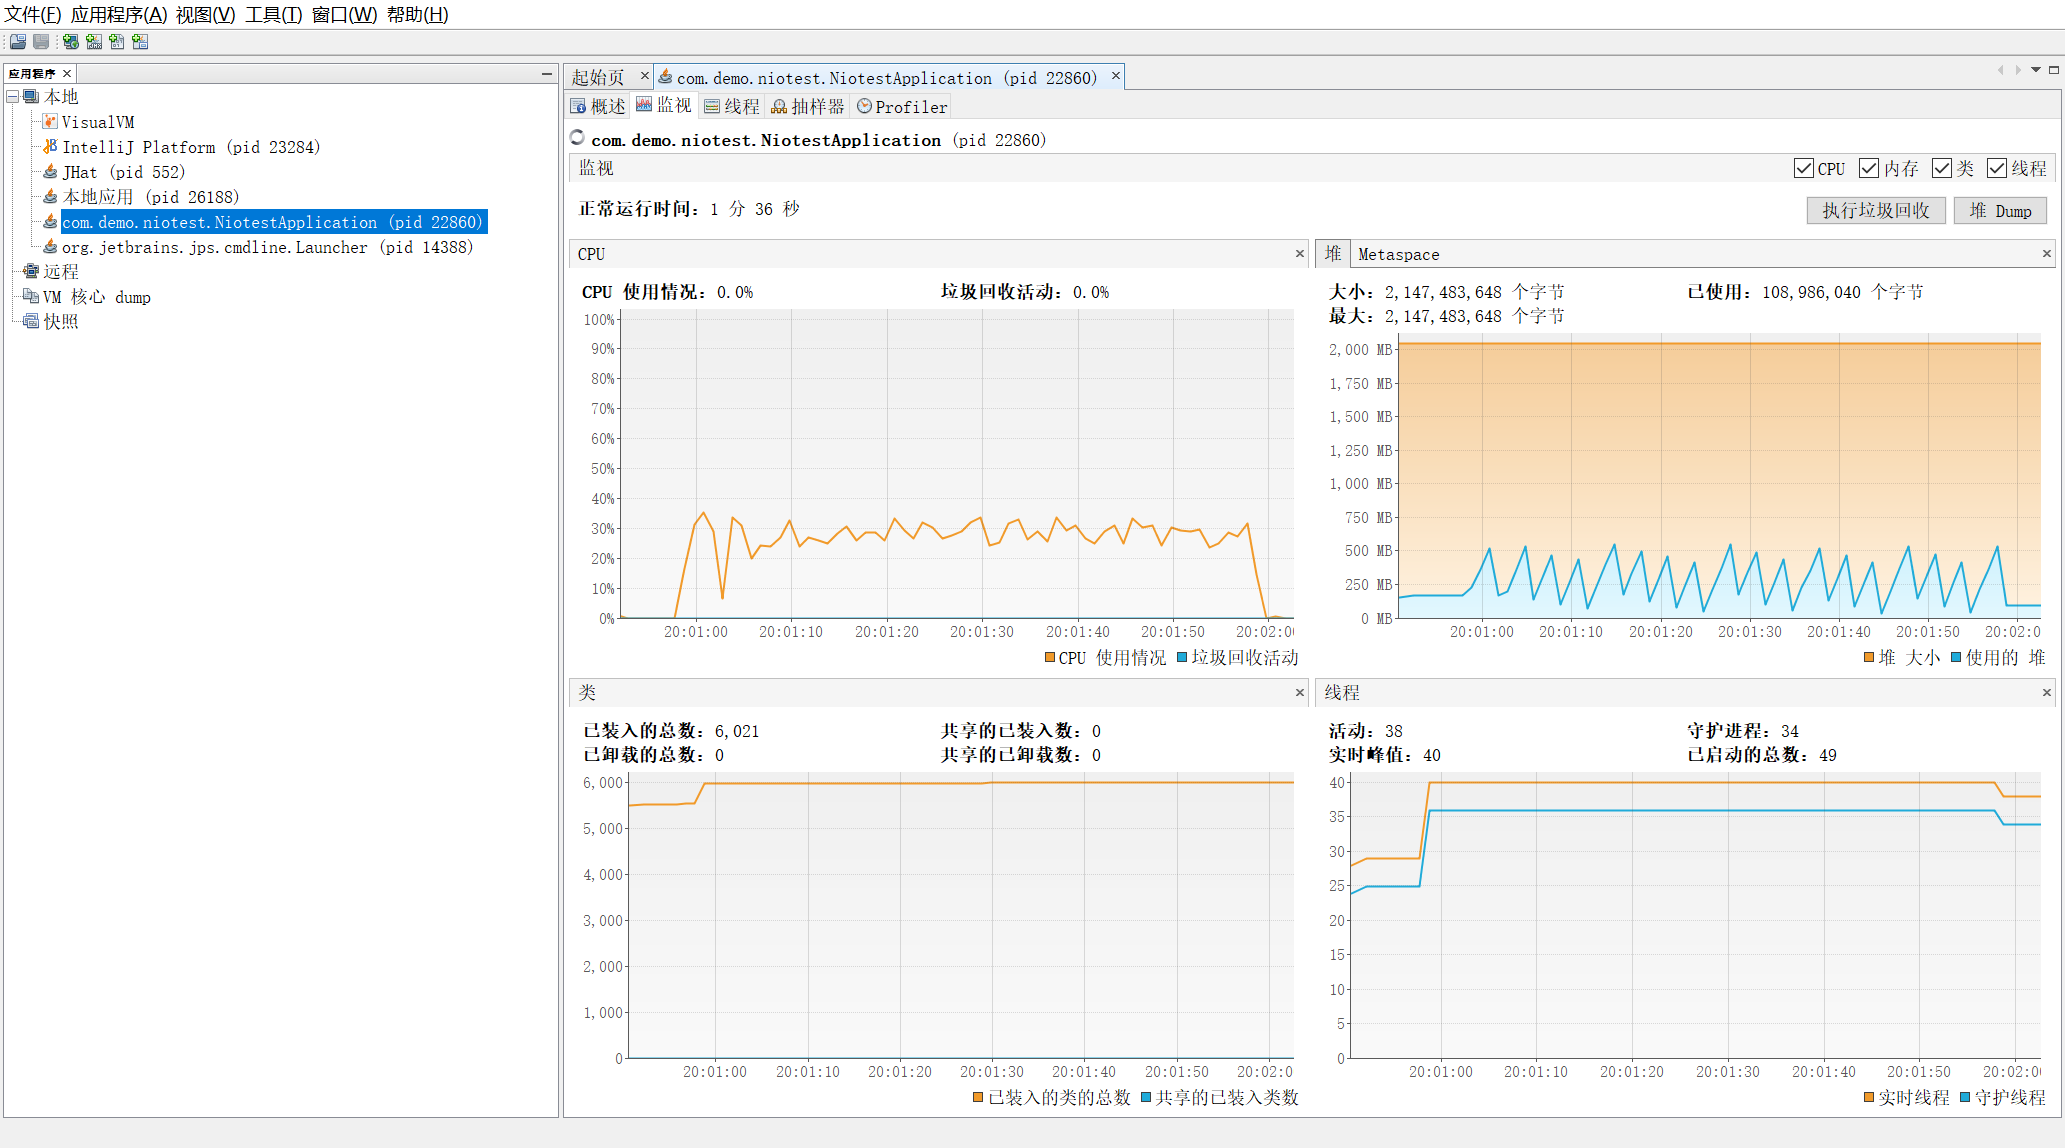 文件(F) 应用程序(A) 视图(V) 工具(T) 窗口(W) 帮助(H)
应用程序
本地
VisualVM
IntelliJ Platform (pid 23284)
JHat (pid 552)
本地应用 (pid 26188)
com.demo.niotest.NiotestApplication (pid 22860)
org.jetbrains.jps.cmdline.Launcher (pid 14388)
远程
VM 核心 dump
快照
起始页 com.demo.niotest.NiotestApplication (pid 22860)
概述 监视 线程 抽样器 Profiler
com.demo.niotest.NiotestApplication (pid 22860)
监视 CPU 内存 类 线程
正常运行时间: 1 分 36 秒 执行垃圾回收 堆 Dump
CPU
CPU 使用情况: 0.0% 垃圾回收活动: 0.0%
100%
90%
80%
70%
60%
50%
40%
30%
20%
10%
0%
20:01:00 20:01:10 20:01:20 20:01:30 20:01:40 20:01:50 20:02:00
CPU 使用情况 垃圾回收活动
堆 Metaspace
大小: 2,147,483,648 个字节 已使用: 108,986,040 个字节
最大: 2,147,483,648 个字节
2,000 MB
1,750 MB
1,500 MB
1,250 MB
1,000 MB
750 MB
500 MB
250 MB
0 MB
20:01:00 20:01:10 20:01:20 20:01:30 20:01:40 20:01:50 20:02:0
堆 大小 使用的 堆
类
已装入的总数: 6,021 共享的已装入数: 0
已卸载的总数: 0 共享的已卸载数: 0
6,000
5,000
4,000
3,000
2,000
1,000
0
20:01:00 20:01:10 20:01:20 20:01:30 20:01:40 20:01:50 20:02:0
已装入的类的总数 共享的已装入类数
线程
活动: 38 守护进程: 34
实时峰值: 40 已启动的总数: 49
40
35
30
25
20
15
10
5
0
20:01:00 20:01:10 20:01:20 20:01:30 20:01:40 20:01:50 20:02:00
实时线程 守护线程